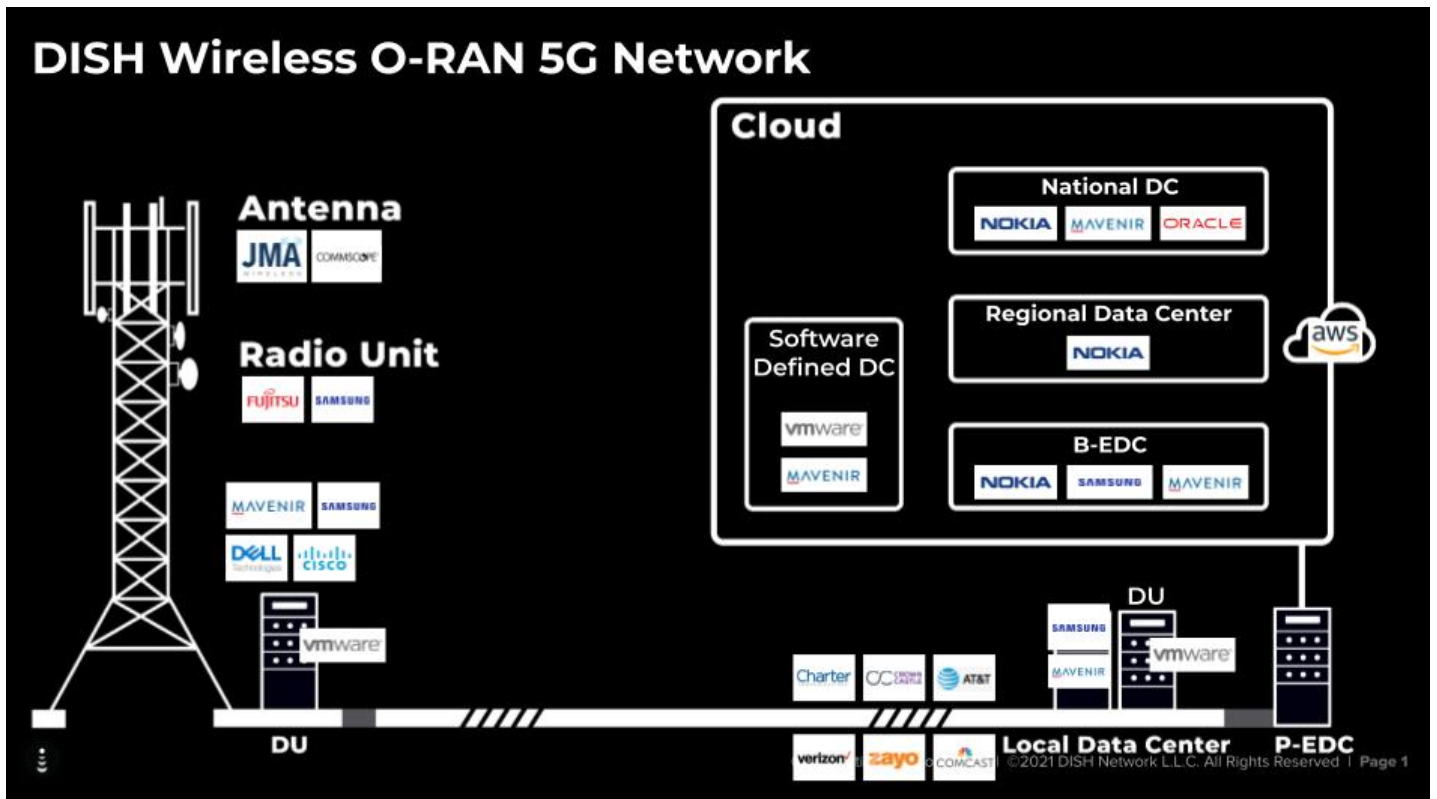 DISH Wireless O-RAN 5G Network
Cloud
National DC
NOKIA MAVENIR ORACLE
Antenna
JMA WIRELESS COMMSCOPE
Regional Data Center
NOKIA
aws
Software
Defined DC
vmware
MAVENIR
Radio Unit
FUJITSU SAMSUNG
B-EDC
NOKIA SAMSUNG MAVENIR
MAVENIR SAMSUNG
DELL Technologies CISCO
vmware
DU
DU
SAMSUNG
MAVENIR
vmware
Charter CC CROWN CASTLE AT&T
verizon zayo COMCAST
Local Data Center
P-EDC
©2021 DISH Network L.L.C. All Rights Reserved | Page 1